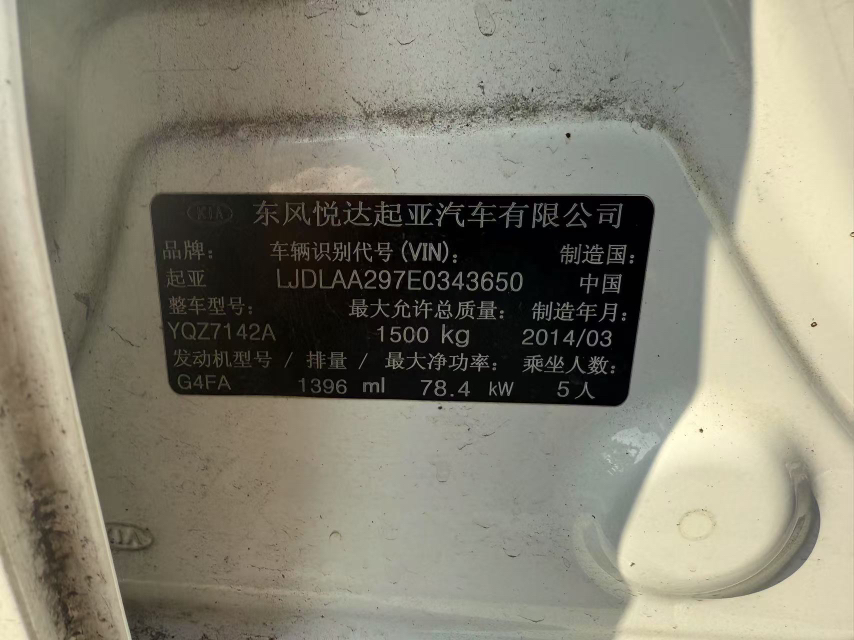 KIA 东风悦达起亚汽车有限公司
品牌: 车辆识别代号(VIN): 制造国:
起亚 LJDLAA297E0343650 中国
整车型号: 最大允许总质量: 制造年月:
YQZ7142A 1500 kg 2014/03
发动机型号 / 排量 / 最大净功率: 乘坐人数:
G4FA 1396 ml 78.4 kW 5人
KIA